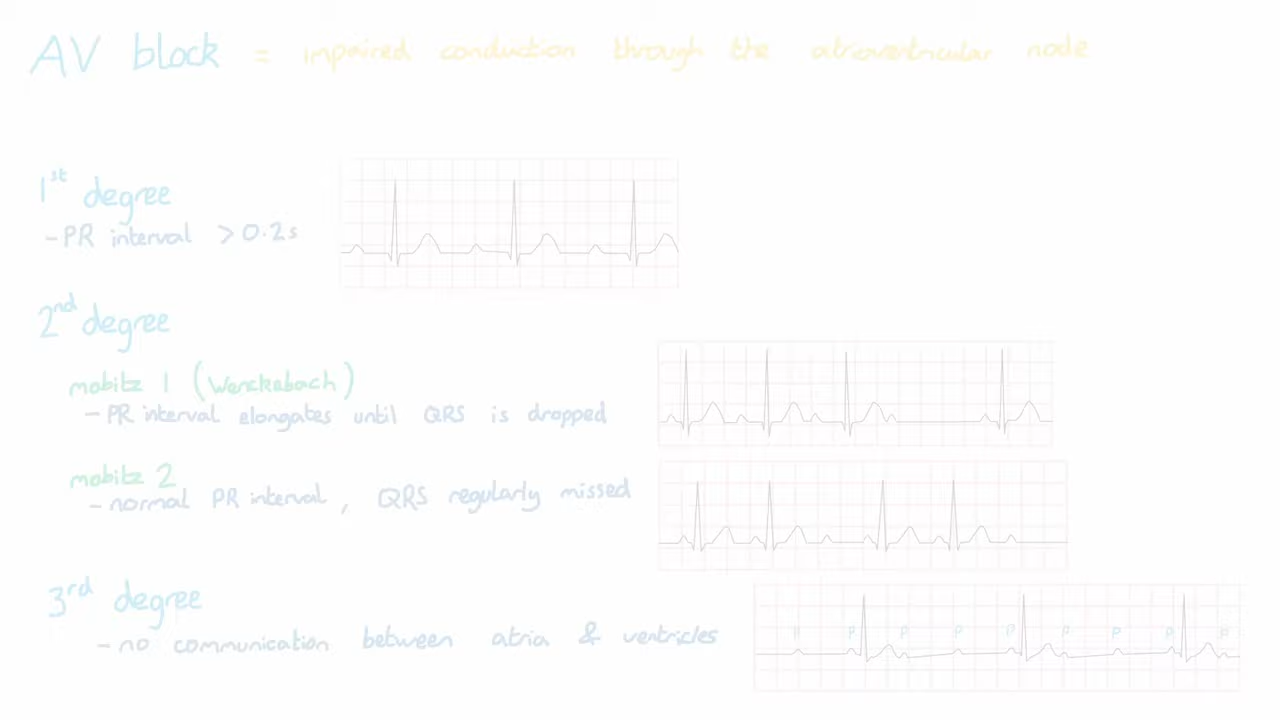 AV block = impaired conduction through the atrioventricular node
1st degree
- PR interval > 0.2s
2nd degree
mobitz 1 (Wenckebach)
- PR interval elongates until QRS is dropped
mobitz 2
- normal PR interval, QRS regularly missed
3rd degree
- no communication between atria & ventricles
P P P P P P P P P